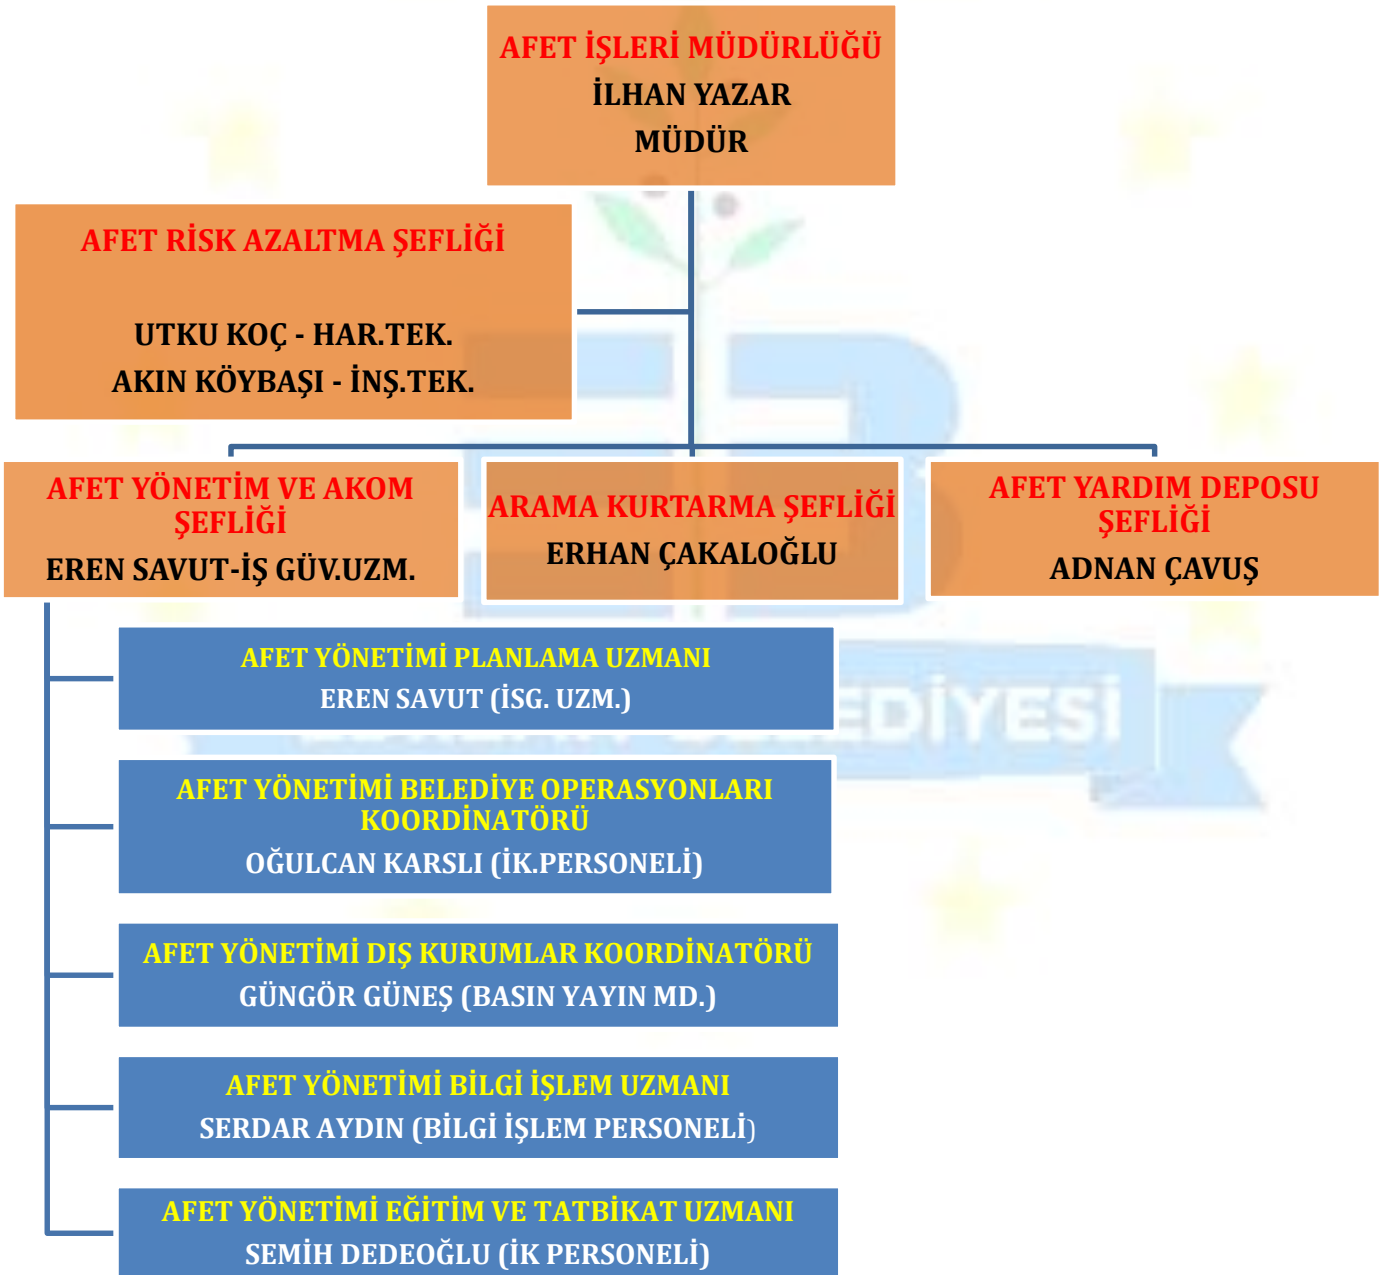 AFET İŞLERİ MÜDÜRLÜĞÜ
İLHAN YAZAR
MÜDÜR
AFET RİSK AZALTMA ŞEFLİĞİ
UTKU KOÇ - HAR.TEK.
AKIN KÖYBAŞI - İNŞ.TEK.
AFET YÖNETİM VE AKOM
ŞEFLİĞİ
EREN SAVUT-İŞ GÜV.UZM.
ARAMA KURTARMA ŞEFLİĞİ
ERHAN ÇAKALOĞLU
AFET YARDIM DEPOSU
ŞEFLİĞİ
ADNAN ÇAVUŞ
AFET YÖNETİMİ PLANLAMA UZMANI
EREN SAVUT (İSG. UZM.)
AFET YÖNETİMİ BELEDİYE OPERASYONLARI
KOORDİNATÖRÜ
OĞULCAN KARSLI (İK.PERSONELİ)
AFET YÖNETİMİ DIŞ KURUMLAR KOORDİNATÖRÜ
GÜNGÖR GÜNEŞ (BASIN YAYIN MD.)
AFET YÖNETİMİ BİLGİ İŞLEM UZMANI
SERDAR AYDIN (BİLGİ İŞLEM PERSONELİ)
AFET YÖNETİMİ EĞİTİM VE TATBİKAT UZMANI
SEMİH DEDEOĞLU (İK PERSONELİ)